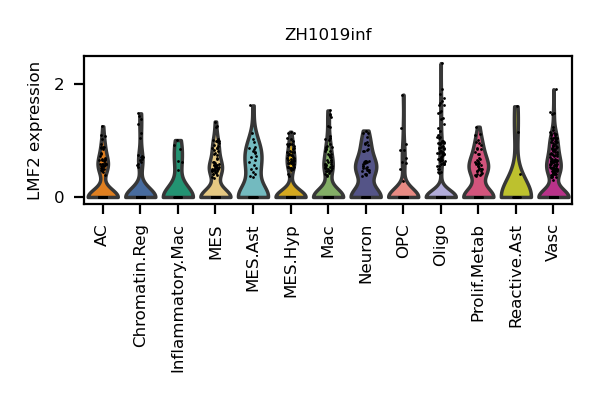 ZH1019inf
LMF2 expression
2
0
AC
Chromatin.Reg
Inflammatory.Mac
MES
MES.Ast
MES.Hyp
Mac
Neuron
OPC
Oligo
Prolif.Metab
Reactive.Ast
Vasc